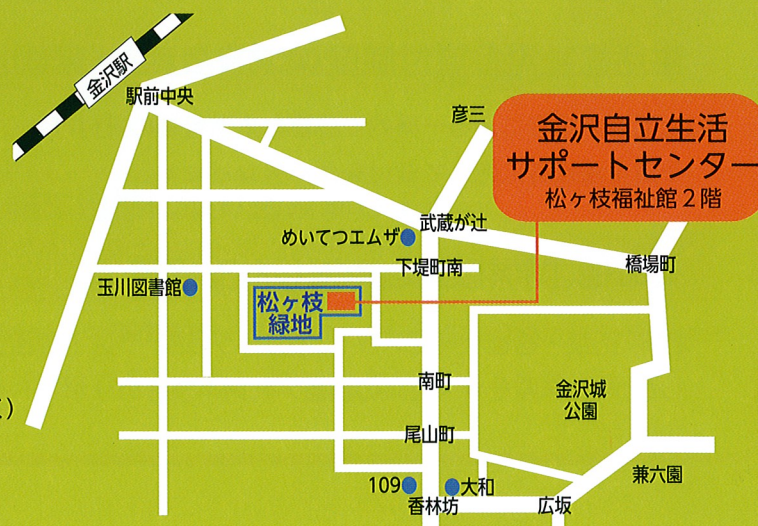 金沢駅
駅前中央
彦三
金沢自立生活
サポートセンター
松ヶ枝福祉館2階
武蔵が辻
めいてつエムザ
下堤町南
橋場町
玉川図書館
松ヶ枝
緑地
南町
金沢城
公園
）
尾山町
兼六園
109
大和
香林坊
広坂